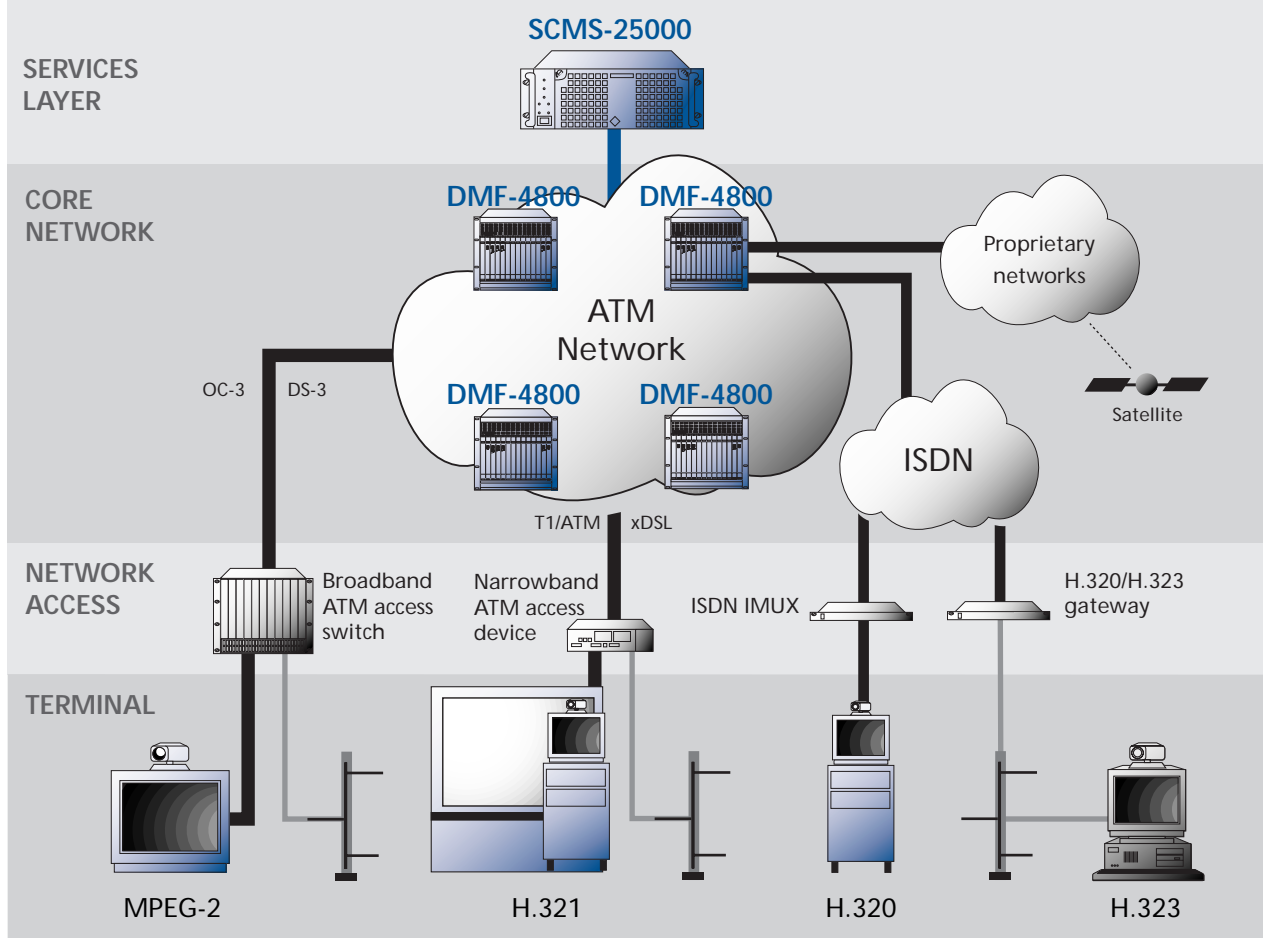 SCMS-25000
SERVICES
LAYER
CORE
NETWORK
DMF-4800
DMF-4800
Proprietary
networks
ATM
Network
OC-3
DS-3
DMF-4800
DMF-4800
Satellite
ISDN
T1/ATM
xDSL
NETWORK
ACCESS
Broadband
ATM access
switch
Narrowband
ATM access
device
ISDN IMUX
H.320/H.323
gateway
TERMINAL
MPEG-2
H.321
H.320
H.323